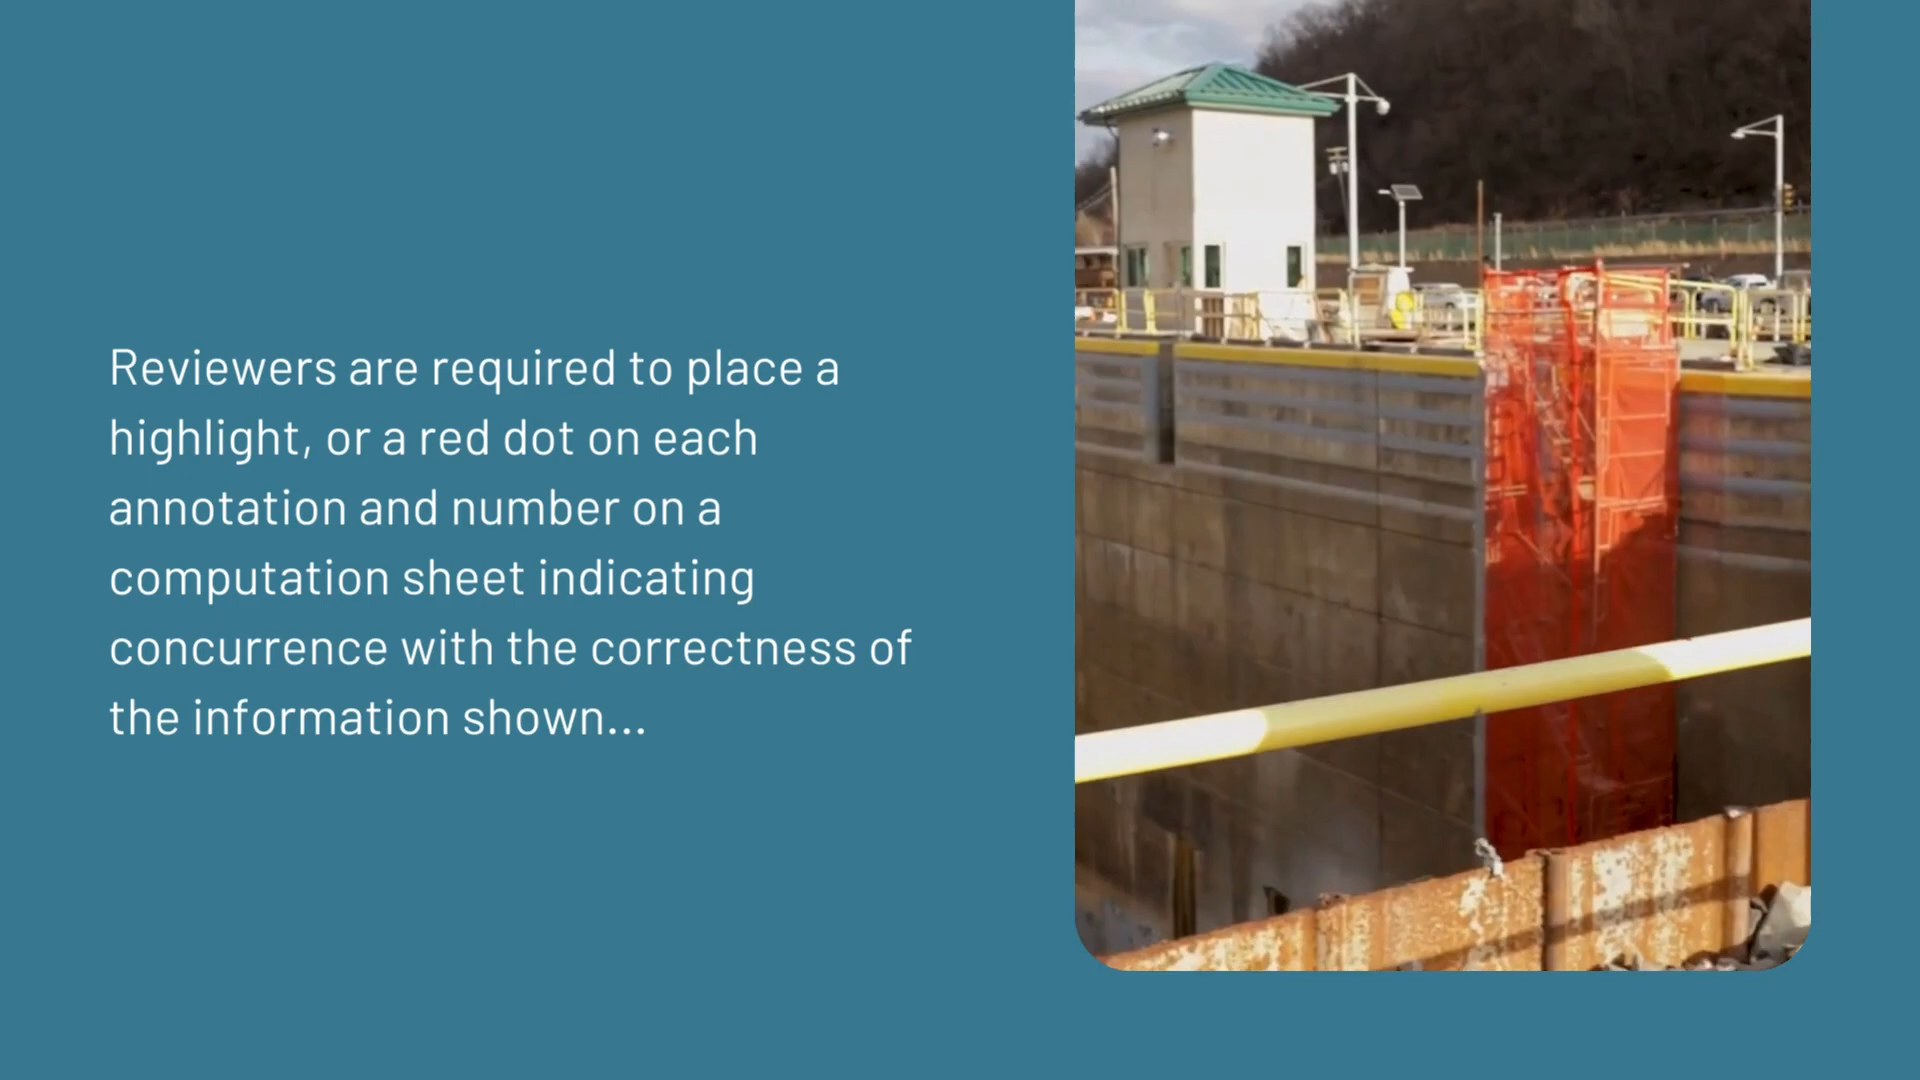 Reviewers are required to place a
highlight, or a red dot on each
annotation and number on a
computation sheet indicating
concurrence with the correctness of
the information shown...